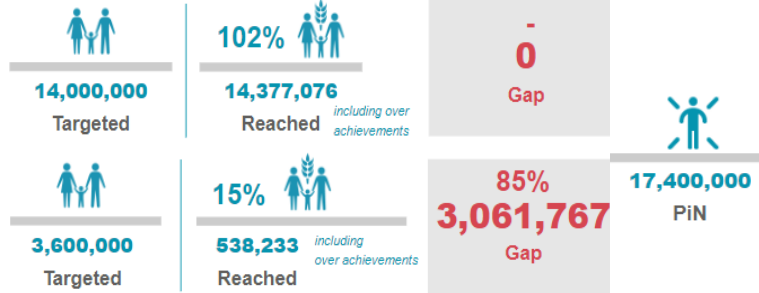 102%
-
0
Gap
14,000,000
Targeted
14,377,076
Reached
including over
achievements
15%
85%
3,061,767
Gap
17,400,000
PiN
3,600,000
Targeted
538,233
Reached
including
over achievements